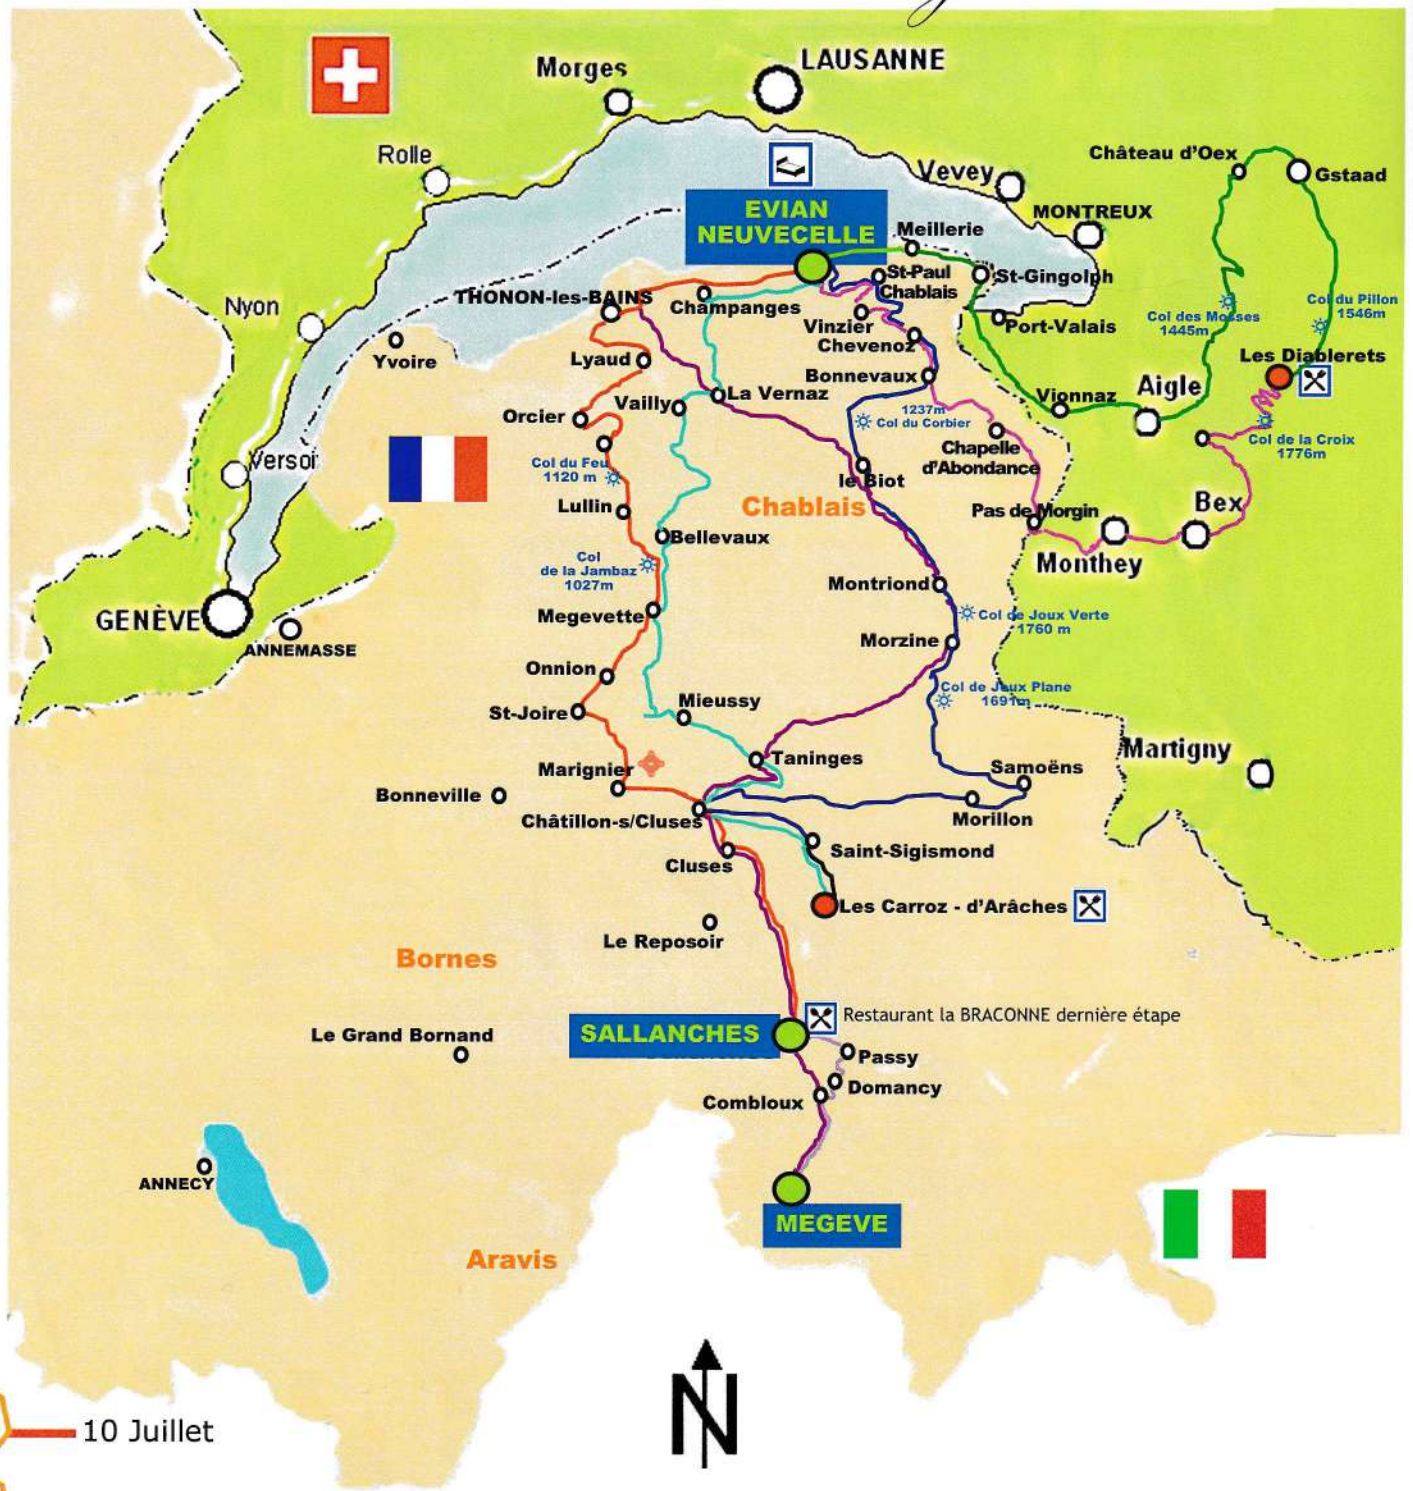 LAUSANNE
Morges
Rolle
Château d'Oex
Vevey
Gstaad
EVIAN
NEUVECELLE
MONTREUX
Meillerie
St-Paul
Chablais
St-Gingolph
THONON-les-BAINS
Champanges
Nyon
Col du Pillon
1546m
Col des Mosses
1445m
Vinzier
Chevenoz
Port-Valais
Yvoire
Lyaud
Les Diablerets
Bonnevaux
Aigle
La Vernaz
Vionnaz
Vailly
Orcier
1237m
Col du Corbier
Col de la Croix
1776m
Chapelle
d'Abondance
Versoi
Col du Feu
1120 m
le Biot
Lullin
Chablais
Pas de Morgin
Bex
Bellevaux
Col
de la Jambaz
1027m
Monthey
Montriond
GENÈVE
Megevette
Col de Joux Verte
1760 m
ANNEMASSE
Morzine
Onnion
Col de Joux Plane
1691m
St-Joire
Mieussy
Martigny
Taninges
Marignier
Samoëns
Bonneville
Châtillon-s/Cluses
Morillon
Saint-Sigismond
Cluses
Les Carroz - d'Arâches
Le Reposoir
Bornes
Restaurant la BRACONNE dernière étape
SALLANCHES
Le Grand Bornand
Passy
Domancy
Combloux
ANNECY
MEGEVE
Aravis
N
10 Juillet